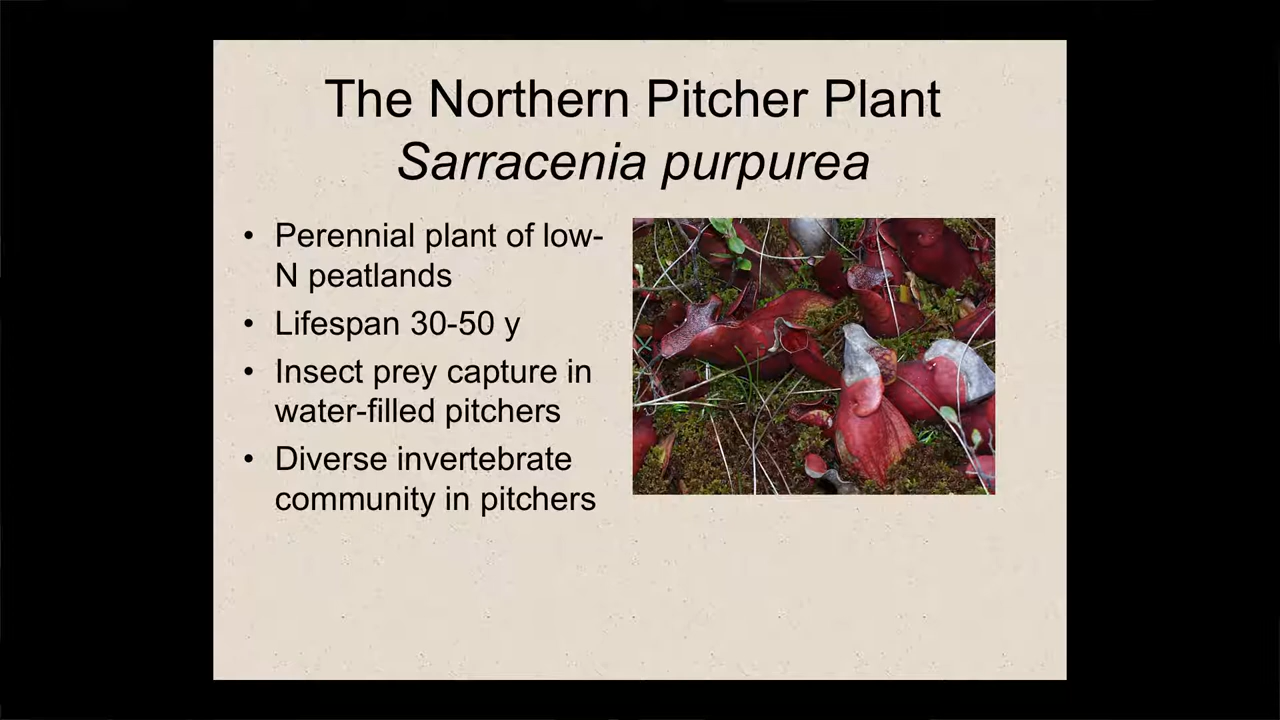 The Northern Pitcher Plant
Sarracenia purpurea
• Perennial plant of low-
N peatlands
• Lifespan 30-50 y
• Insect prey capture in
water-filled pitchers
• Diverse invertebrate
community in pitchers